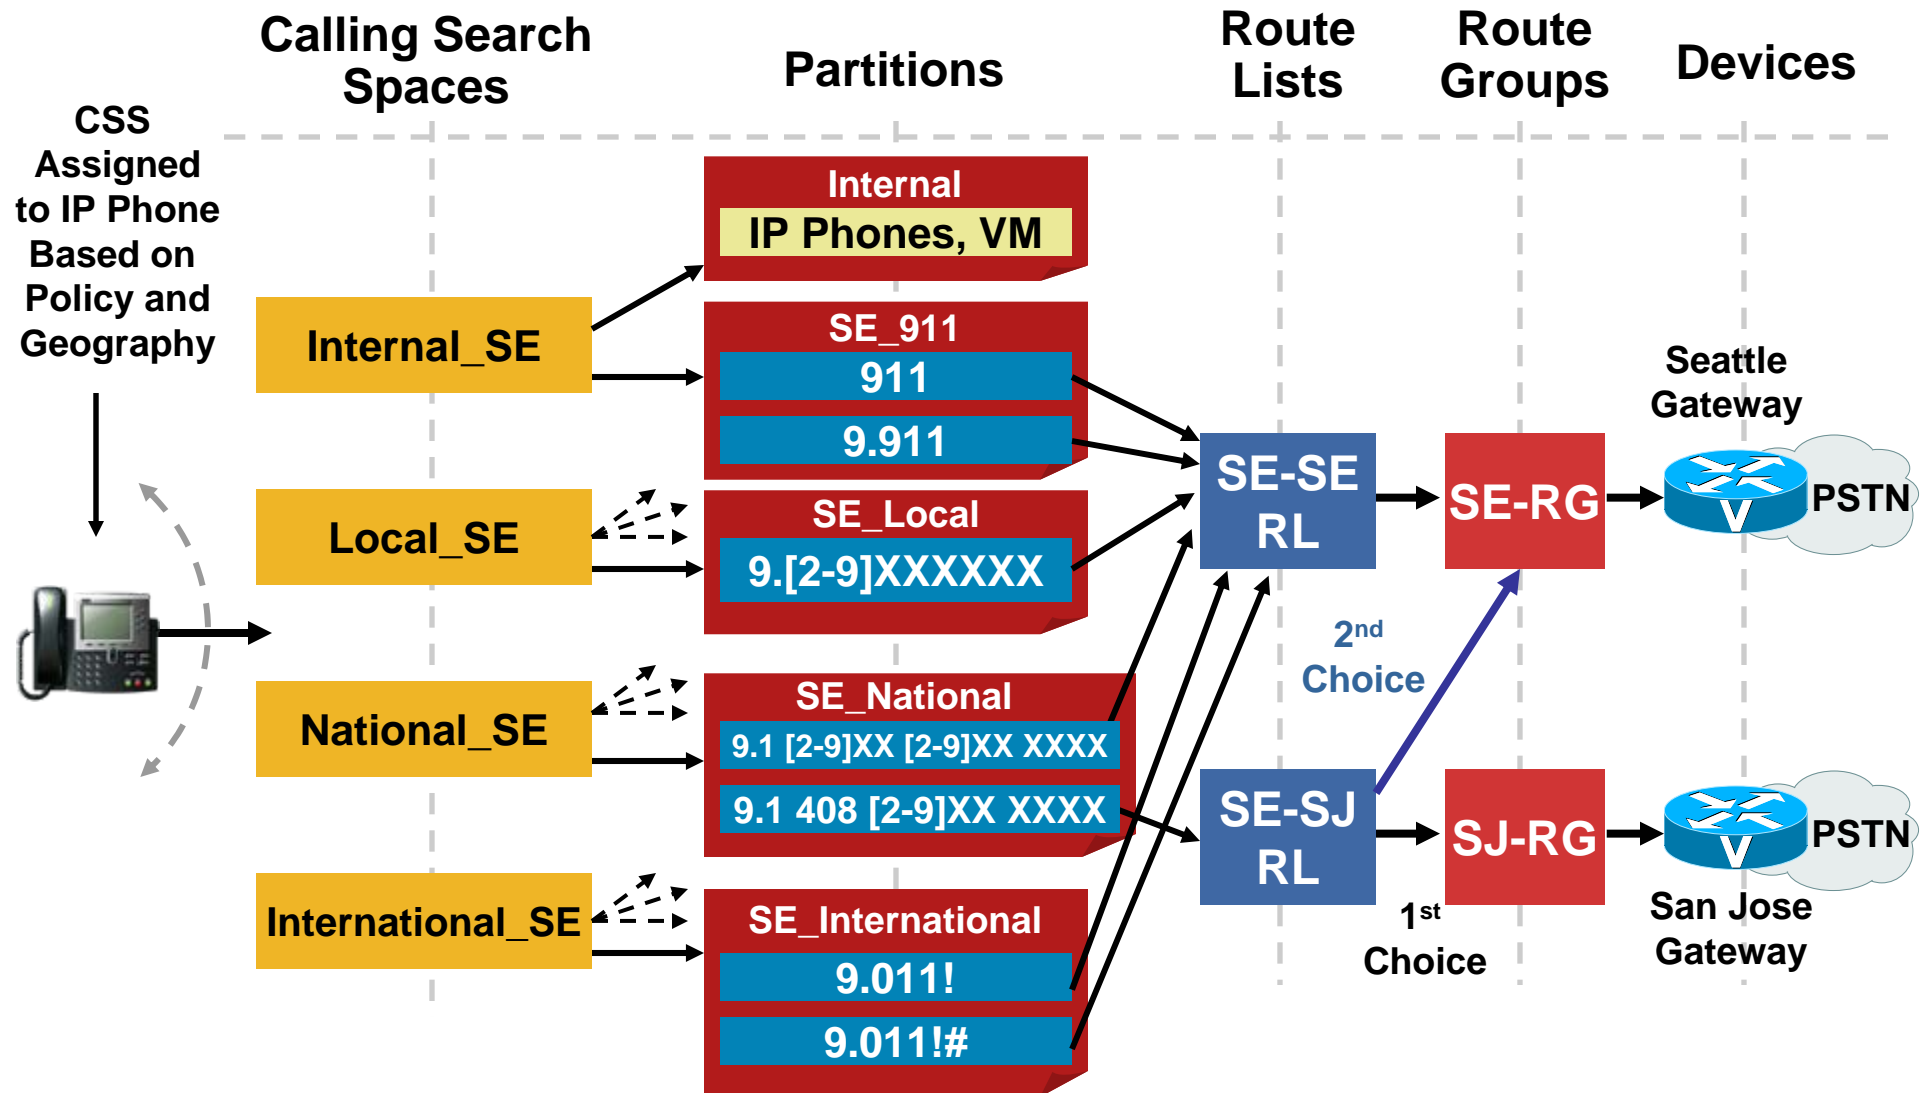 Calling Search
Spaces
Partitions
Route
Lists
Route
Groups
Devices
CSS
Assigned
to IP Phone
Based on
Policy and
Geography
Internal_SE
Local_SE
National_SE
International_SE
Internal
IP Phones, VM
SE_911
911
9.911
SE_Local
9.[2-9]XXXXXX
SE_National
9.1 [2-9]XX [2-9]XX XXXX
9.1 408 [2-9]XX XXXX
SE_International
9.011!
9.011!#
SE-SE
RL
SE-SJ
RL
2nd
Choice
1st
Choice
SE-RG
SJ-RG
Seattle
Gateway
V
PSTN
V
PSTN
San Jose
Gateway